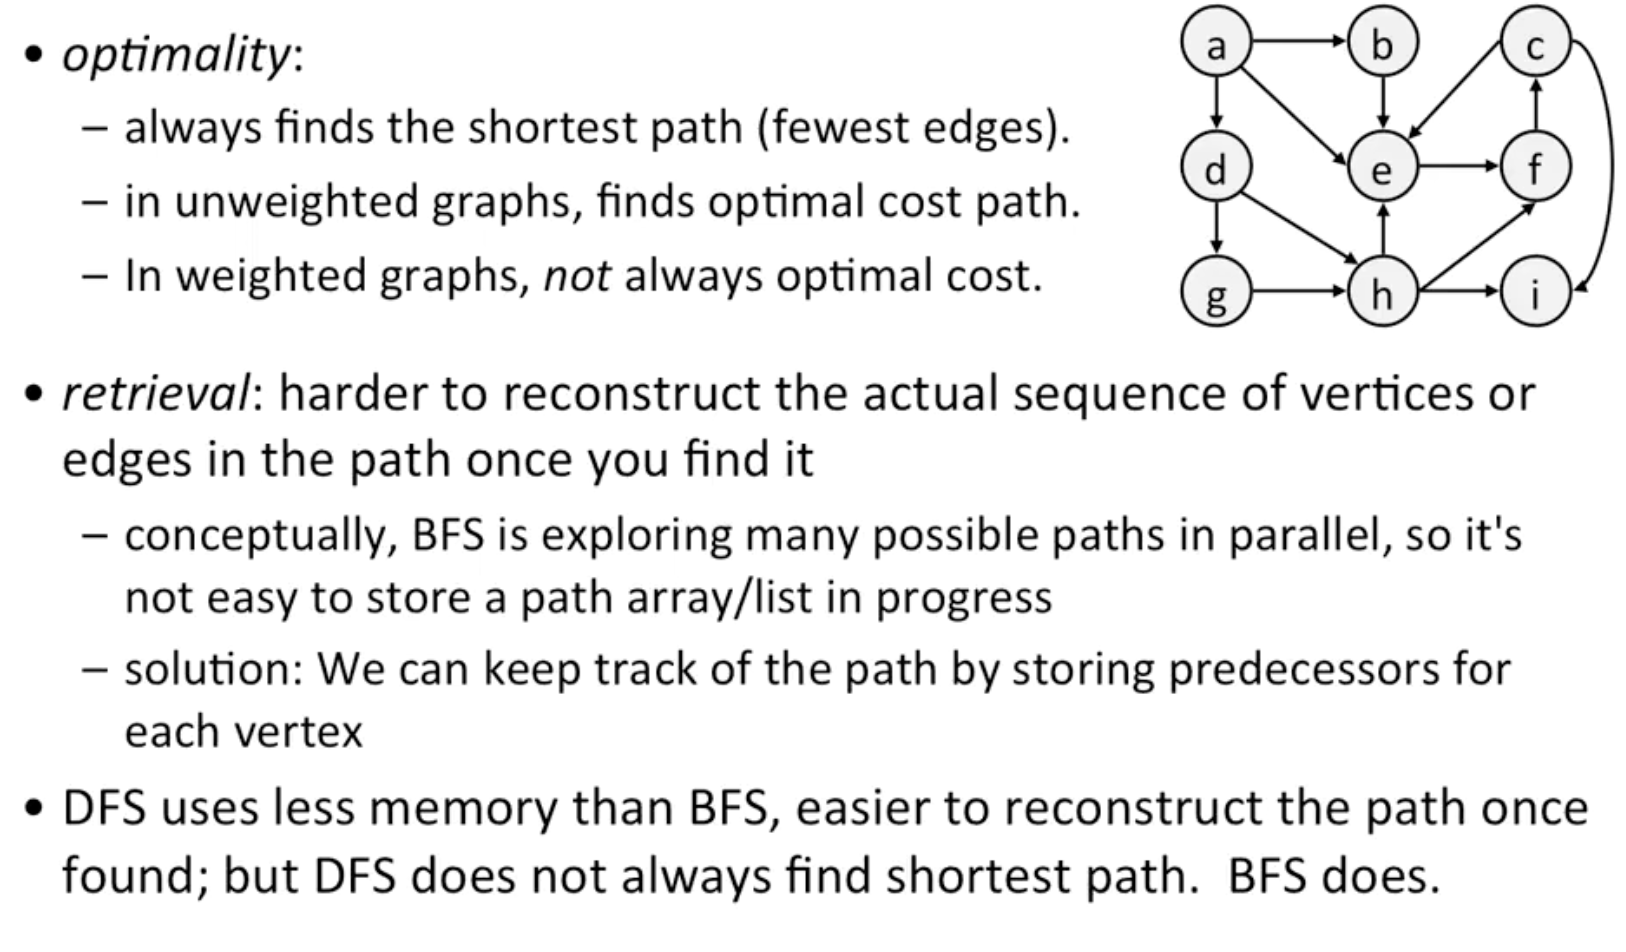 • optimality:
– always finds the shortest path (fewest edges).
– in unweighted graphs, finds optimal cost path.
– In weighted graphs, not always optimal cost.
a b c
d e f
g h i
• retrieval: harder to reconstruct the actual sequence of vertices or
edges in the path once you find it
– conceptually, BFS is exploring many possible paths in parallel, so it's
not easy to store a path array/list in progress
– solution: We can keep track of the path by storing predecessors for
each vertex
• DFS uses less memory than BFS, easier to reconstruct the path once
found; but DFS does not always find shortest path. BFS does.